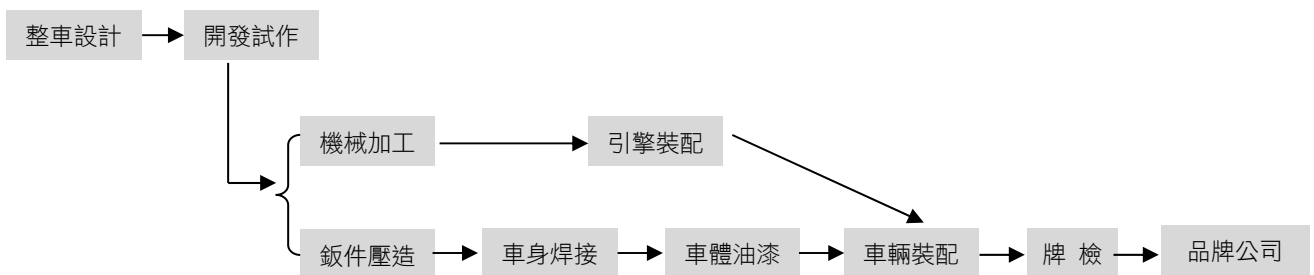 整車設計
開發試作
機械加工
引擎裝配
鈑件壓造
車身焊接
車體油漆
車輛裝配
牌 檢
品牌公司